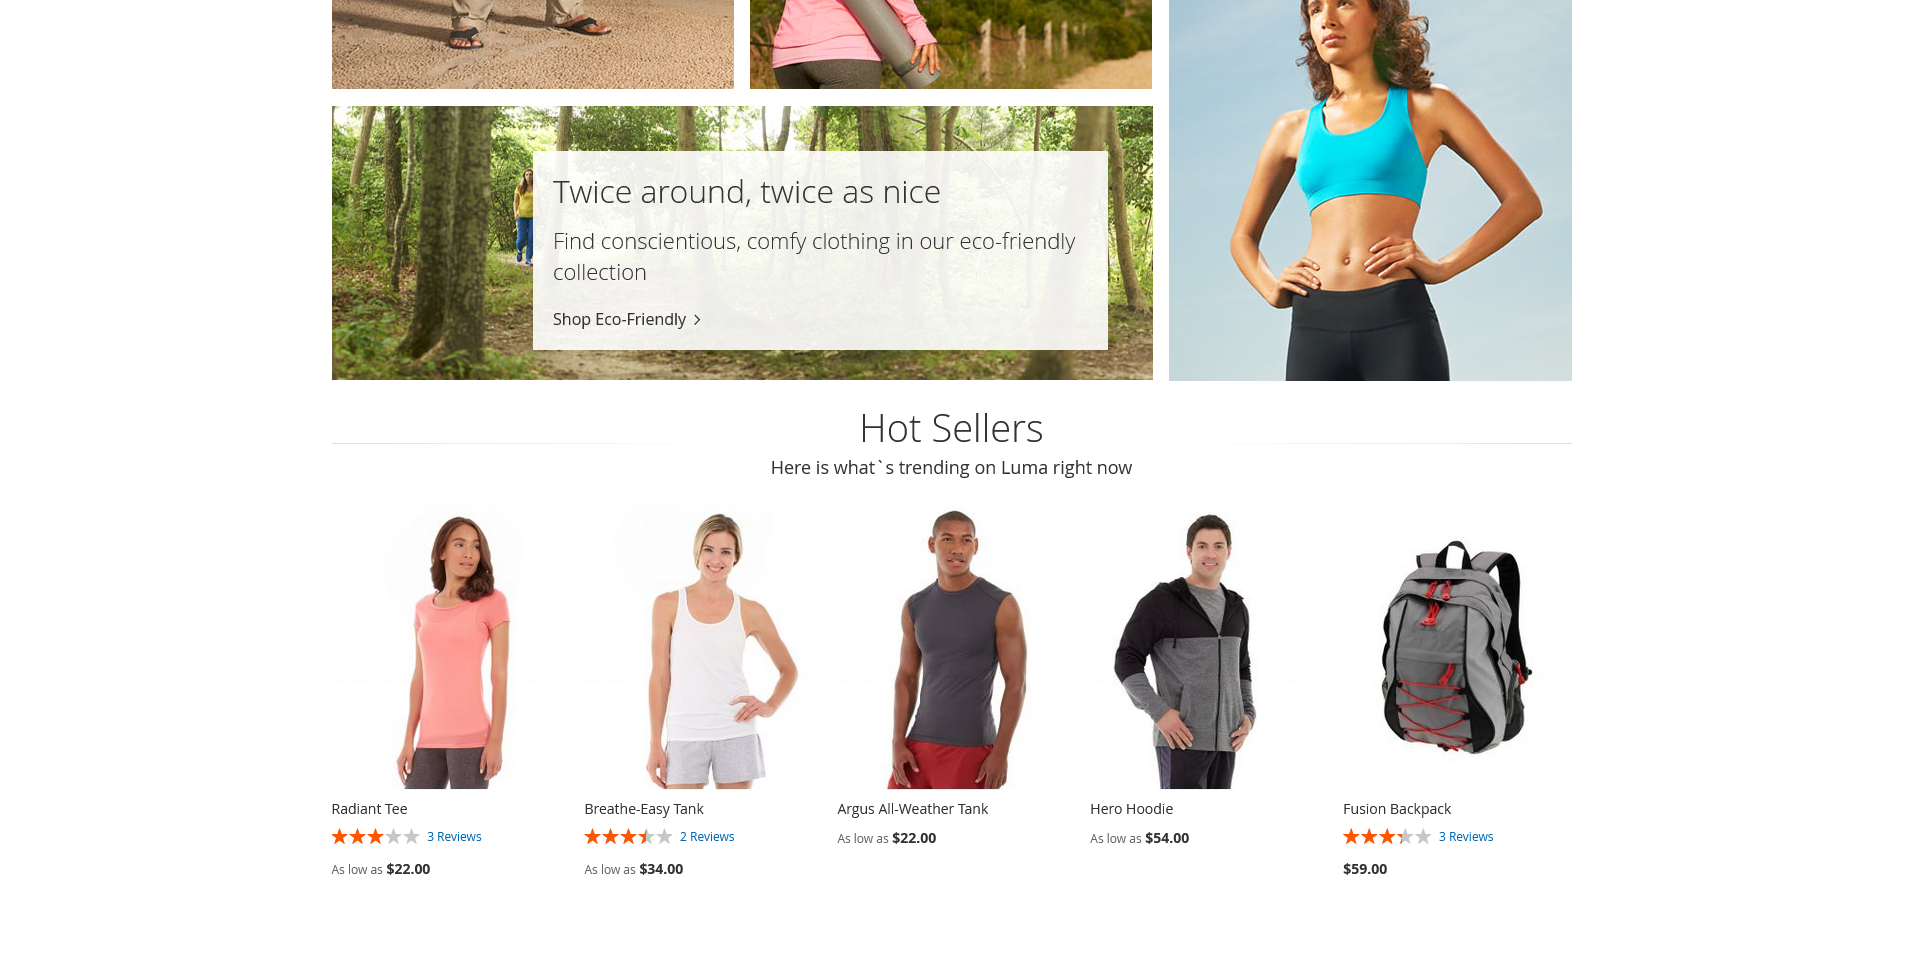 Twice around, twice as nice
Find conscientious, comfy clothing in our eco-friendly
collection
Shop Eco-Friendly
Hot Sellers
Here is what`s trending on Luma right now
Radiant Tee
3 Reviews
As low as $22.00
Breathe-Easy Tank
2 Reviews
As low as $34.00
Argus All-Weather Tank
As low as $22.00
Hero Hoodie
As low as $54.00
Fusion Backpack
3 Reviews
$59.00